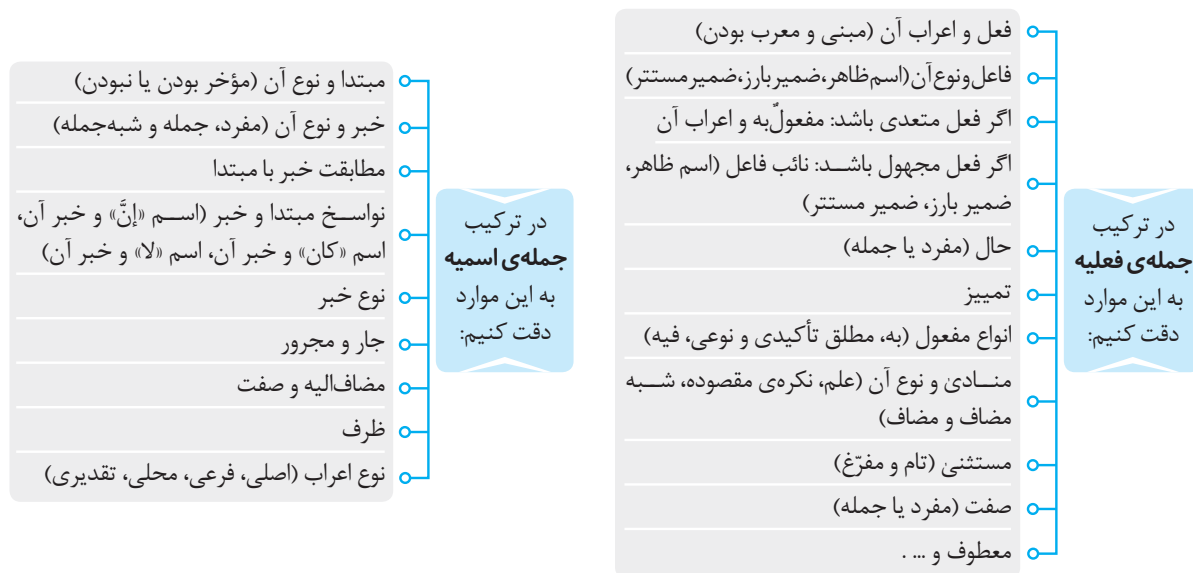 در ترکیب
جمله‌ی فعلیه
به این موارد
دقت کنیم:
فعل و اعراب آن (مبنی و معرب بودن)
فاعل‌ونوع‌آن(اسم‌ظاهر،ضمیربارز،ضمیرمستتر)
اگر فعل متعدی باشد: مفعولٌ‌به و اعراب آن
اگر فعل مجهول باشــد: نائب فاعل (اسم ظاهر،
ضمیر بارز، ضمیر مستتر)
حال (مفرد یا جمله)
تمییز
انواع مفعول (به، مطلق تأکیدی و نوعی، فیه)
منــادیٰ و نوع آن (علم، نکره‌ی مقصوده، شــبه
مضاف و مضاف)
مستثنیٰ (تام و مفرّغ)
صفت (مفرد یا جمله)
معطوف و ... .
در ترکیب
جمله‌ی اسمیه
به این موارد
دقت کنیم:
مبتدا و نوع آن (مؤخر بودن یا نبودن)
خبر و نوع آن (مفرد، جمله و شبه‌جمله)
مطابقت خبر با مبتدا
نواســخ مبتدا و خبر (اســم «إنَّ» و خبر آن،
اسم «کان» و خبر آن، اسم «لا» و خبر آن)
نوع خبر
جار و مجرور
مضاف‌الیه و صفت
ظرف
نوع اعراب (اصلی، فرعی، محلی، تقدیری)